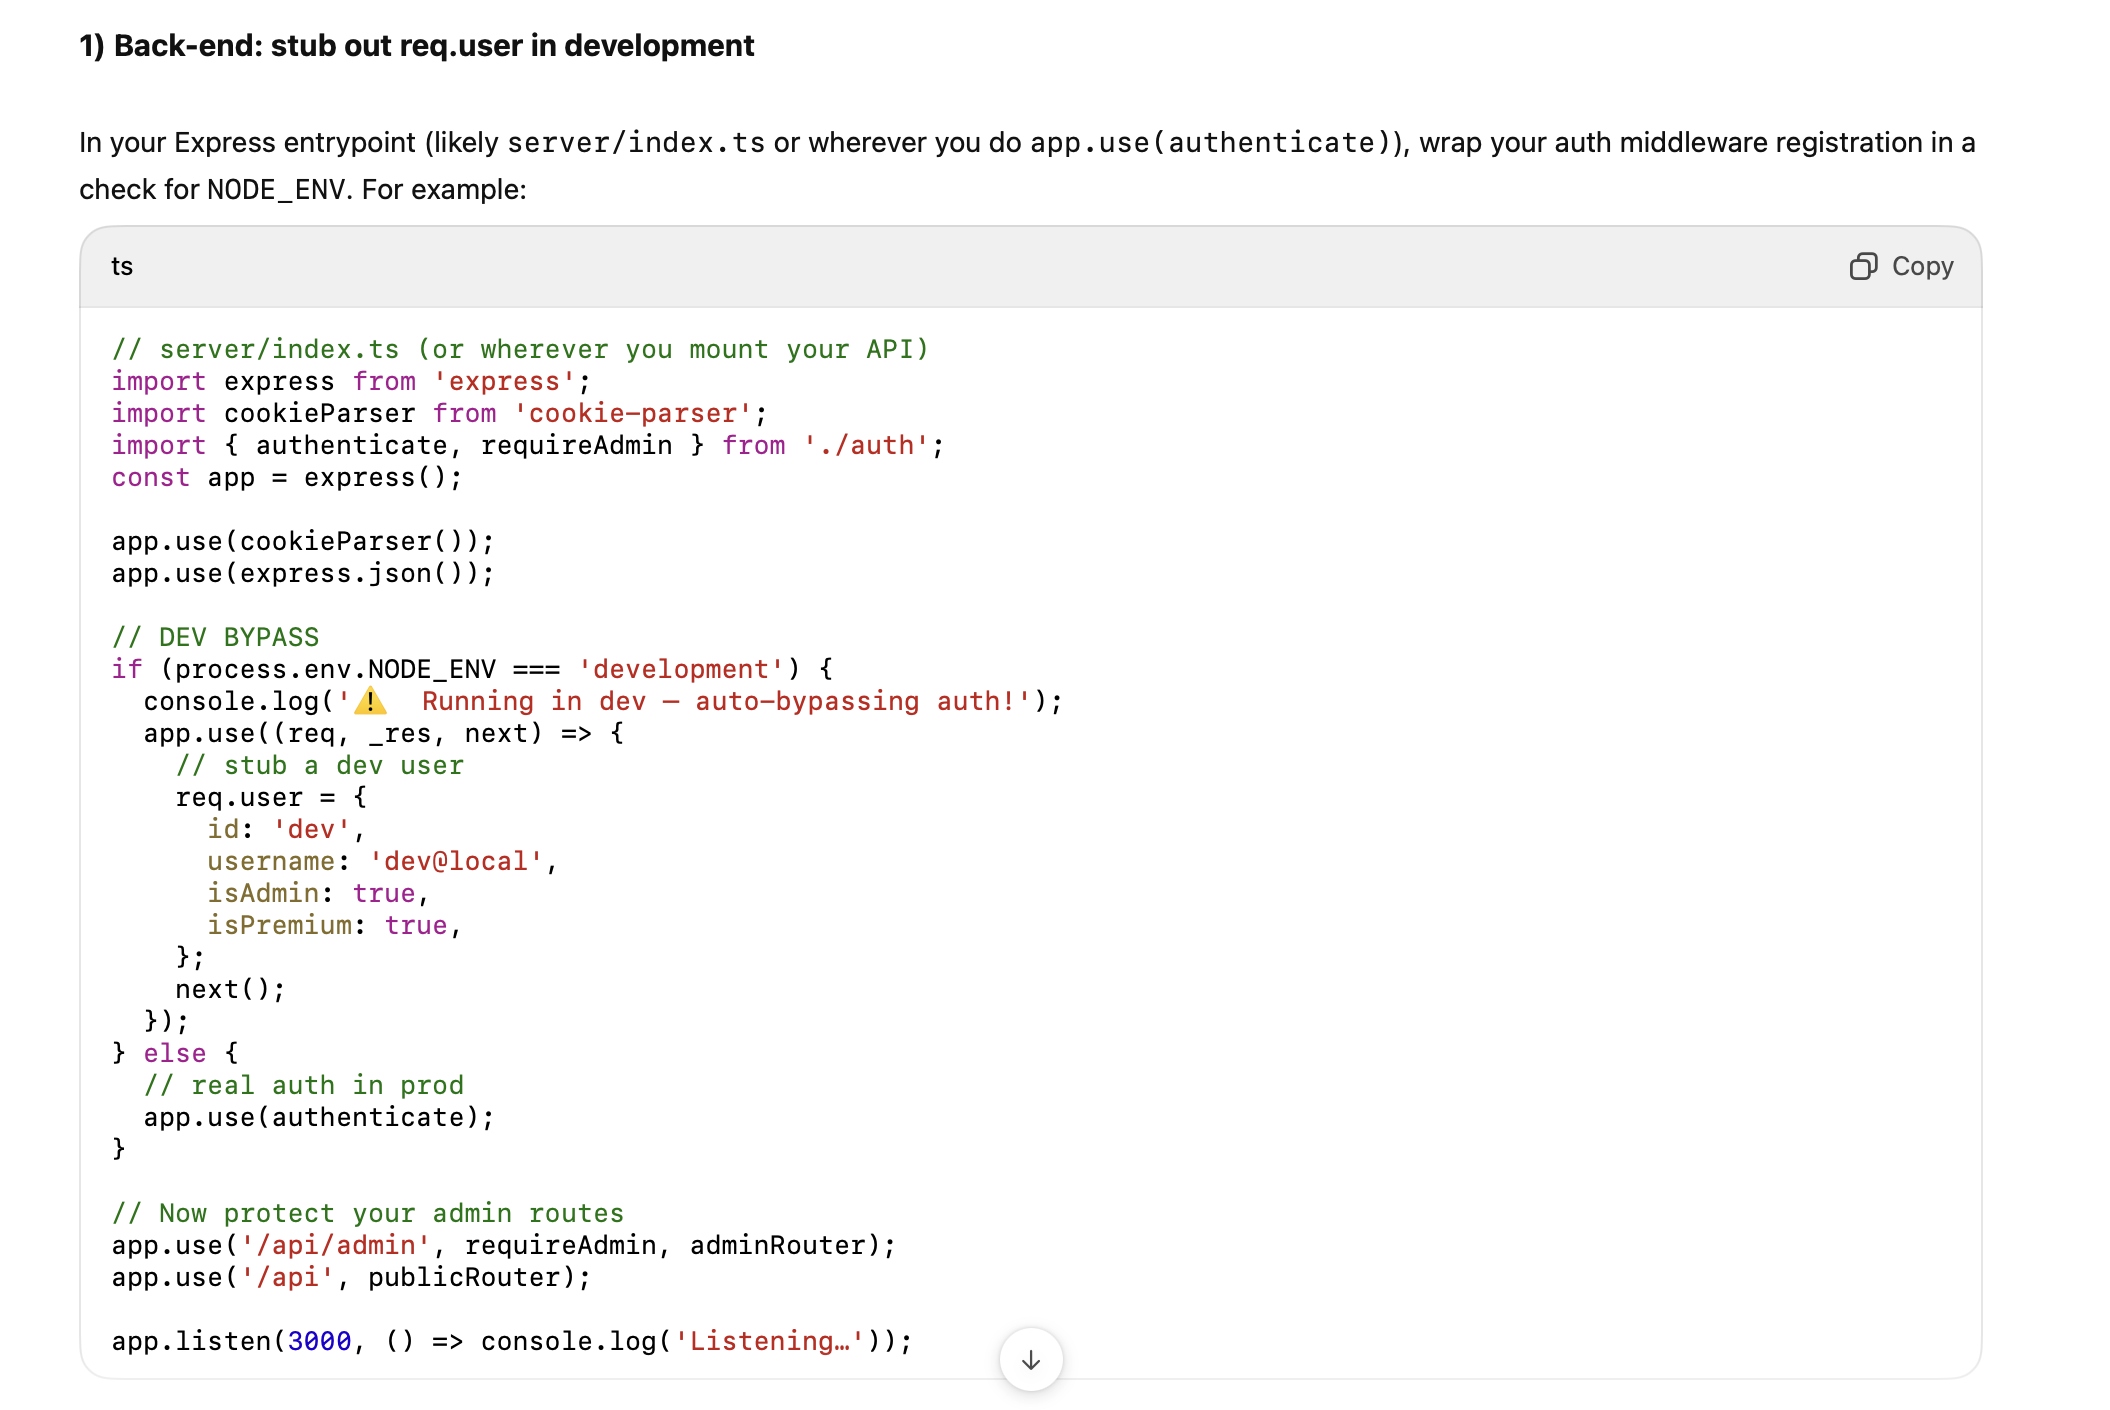 1) Back-end: stub out req.user in development
In your Express entrypoint (likely server/index.ts or wherever you do app.use(authenticate)), wrap your auth middleware registration in a
check for NODE_ENV. For example:
ts
Copy
// server/index.ts (or wherever you mount your API)
import express from 'express';
import cookieParser from 'cookie-parser';
import { authenticate, requireAdmin } from './auth';
const app = express();

app.use(cookieParser());
app.use(express.json());

// DEV BYPASS
if (process.env.NODE_ENV === 'development') {
  console.log('⚠️  Running in dev — auto-bypassing auth!');
  app.use((req, _res, next) => {
    // stub a dev user
    req.user = {
      id: 'dev',
      username: 'dev@local',
      isAdmin: true,
      isPremium: true,
    };
    next();
  });
} else {
  // real auth in prod
  app.use(authenticate);
}

// Now protect your admin routes
app.use('/api/admin', requireAdmin, adminRouter);
app.use('/api', publicRouter);

app.listen(3000, () => console.log('Listening…'));